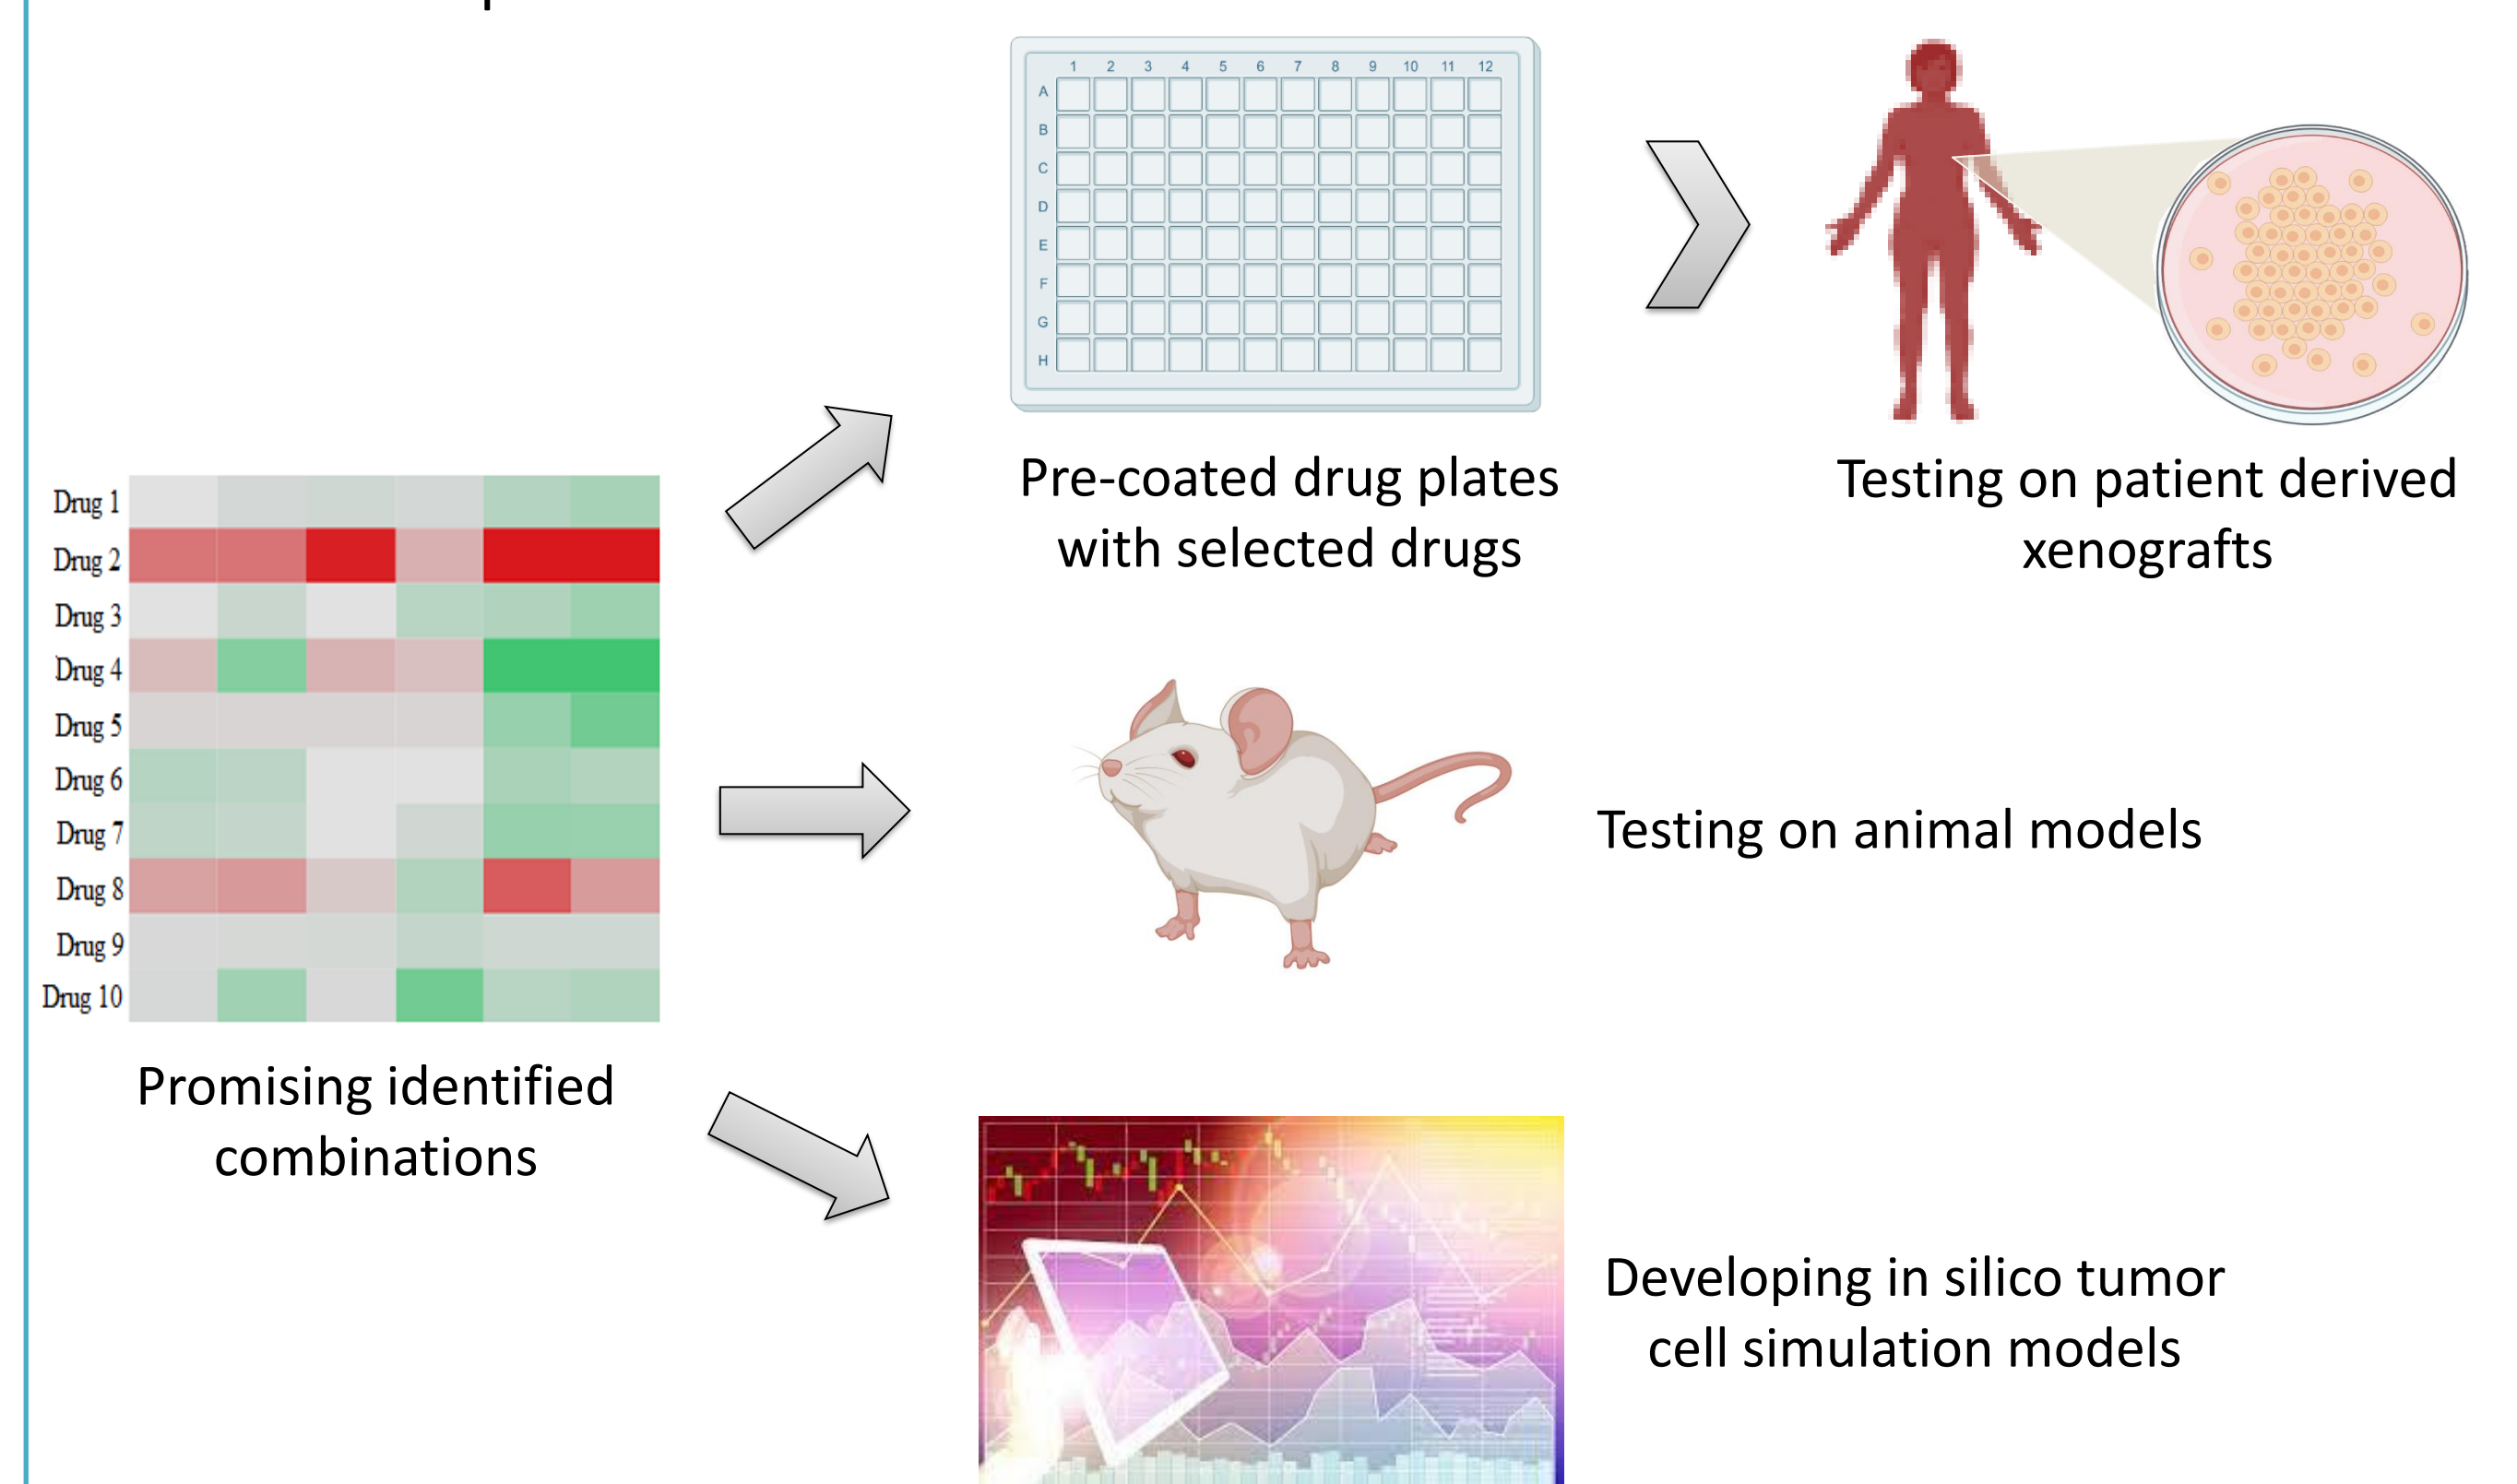 1 2 3 4 5 6 7 8 9 10 11 12
A
B
C
D
E
F
G
H
Pre-coated drug plates
with selected drugs
Testing on patient derived
xenografts
Drug 1
Drug 2
Drug 3
Drug 4
Drug 5
Drug 6
Drug 7
Drug 8
Drug 9
Drug 10
Promising identified
combinations
Testing on animal models
Developing in silico tumor
cell simulation models